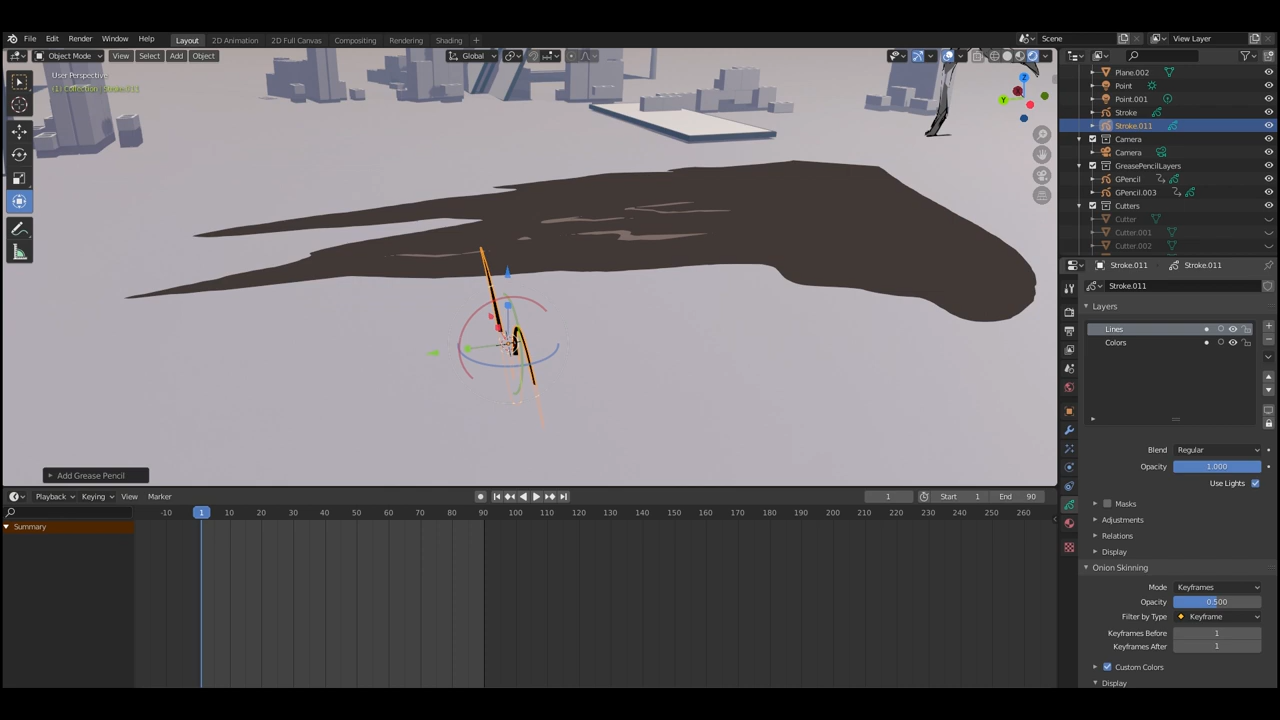 File Edit Render Window Help Layout 2D Animation 2D Full Canvas Compositing Texturing Shading + Scene View Layer
Object Mode View Select Add Object Global
User Perspective
(1) Collection | Stroke.011
Z
Y
Plane.002
Point
Point.001
Stroke
Stroke.011
Camera
Camera
GreasePencilLayers
GPencil
GPencil.003
Cutters
Cutter
Cutter.001
Cutter.002
Stroke.011 Stroke.011
Stroke.011
Layers
Lines
Colors
Blend Regular
Opacity 1.000
Use Lights
Masks
Adjustments
Relations
Display
Onion Skinning
Mode Keyframes
Opacity 0.500
Filter by Type Keyframe
Keyframes Before 1
Keyframes After 1
Custom Colors
Display
Add Grease Pencil
Playback Keying View Marker 1 Start 1 End 90
-10 1 10 20 30 40 50 60 70 80 90 100 110 120 130 140 150 160 170 180 190 200 210 220 230 240 250 260
Summary